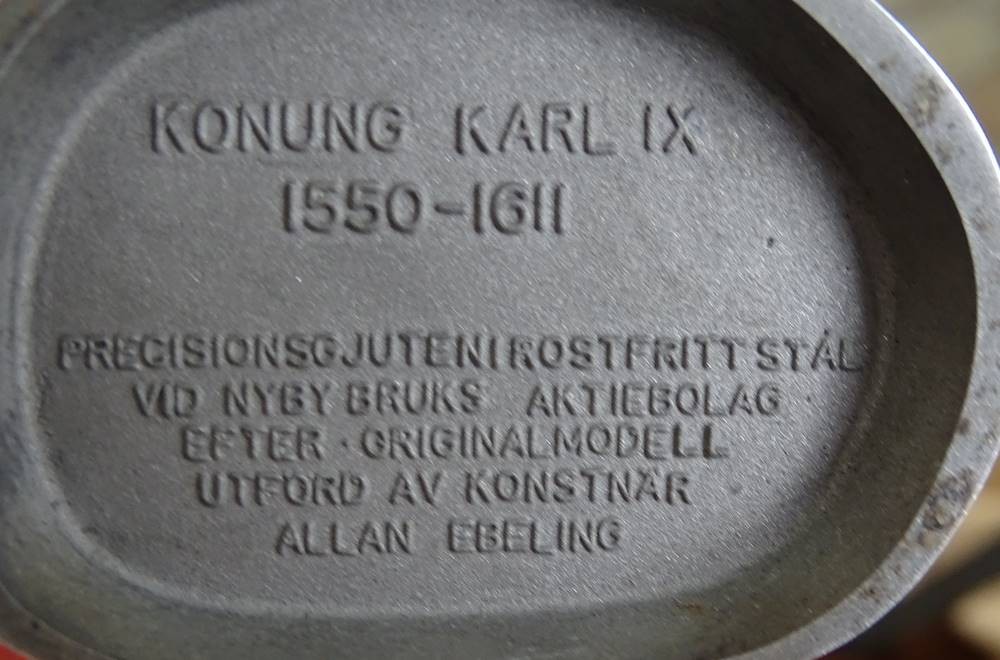 KONUNG KARL IX
1550-1611
PRECISIONSGJUTEN I ROSTFRITT STÅL
VID NYBY BRUKS AKTIEBOLAG
EFTER ORIGINALMODELL
UTFÖRD AV KONSTNÄR
ALLAN EBELING